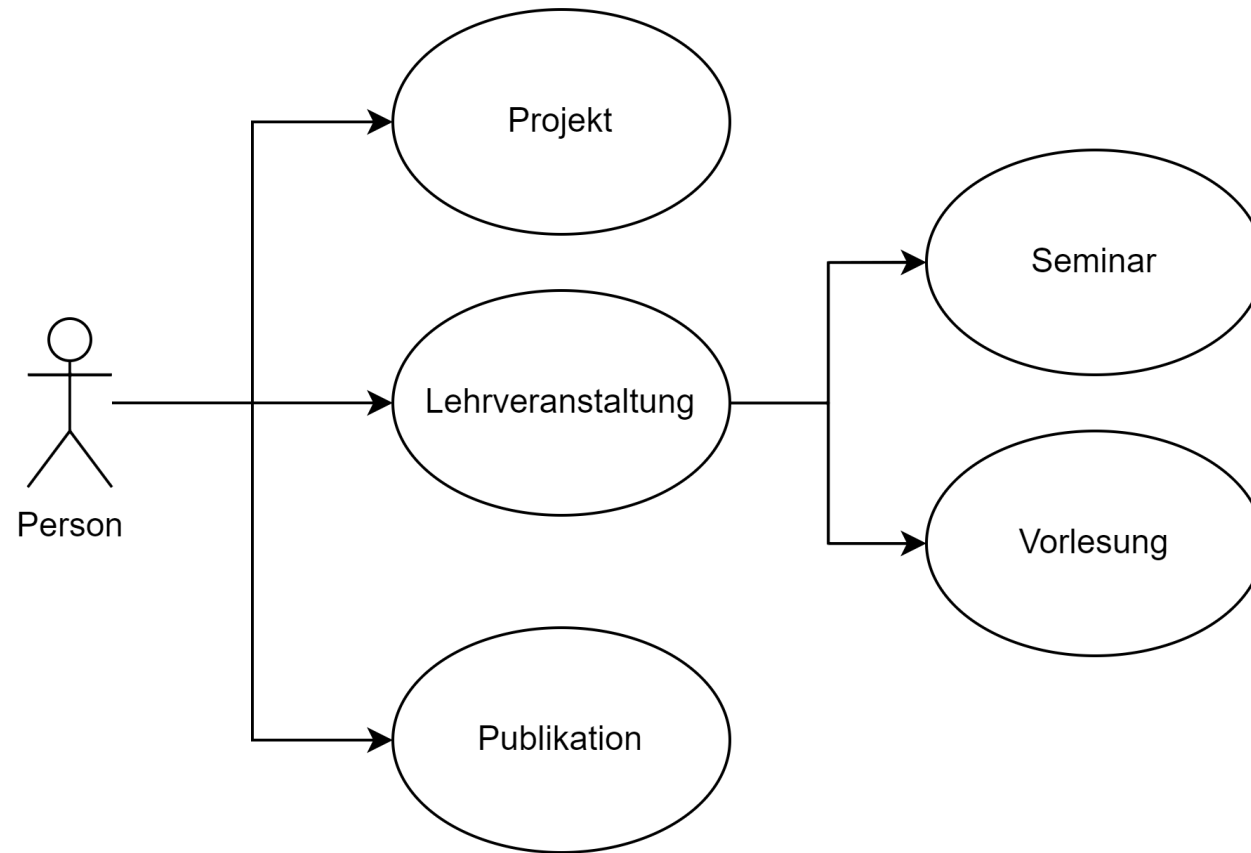 Projekt
Seminar
Lehrveranstaltung
Person
Vorlesung
Publikation